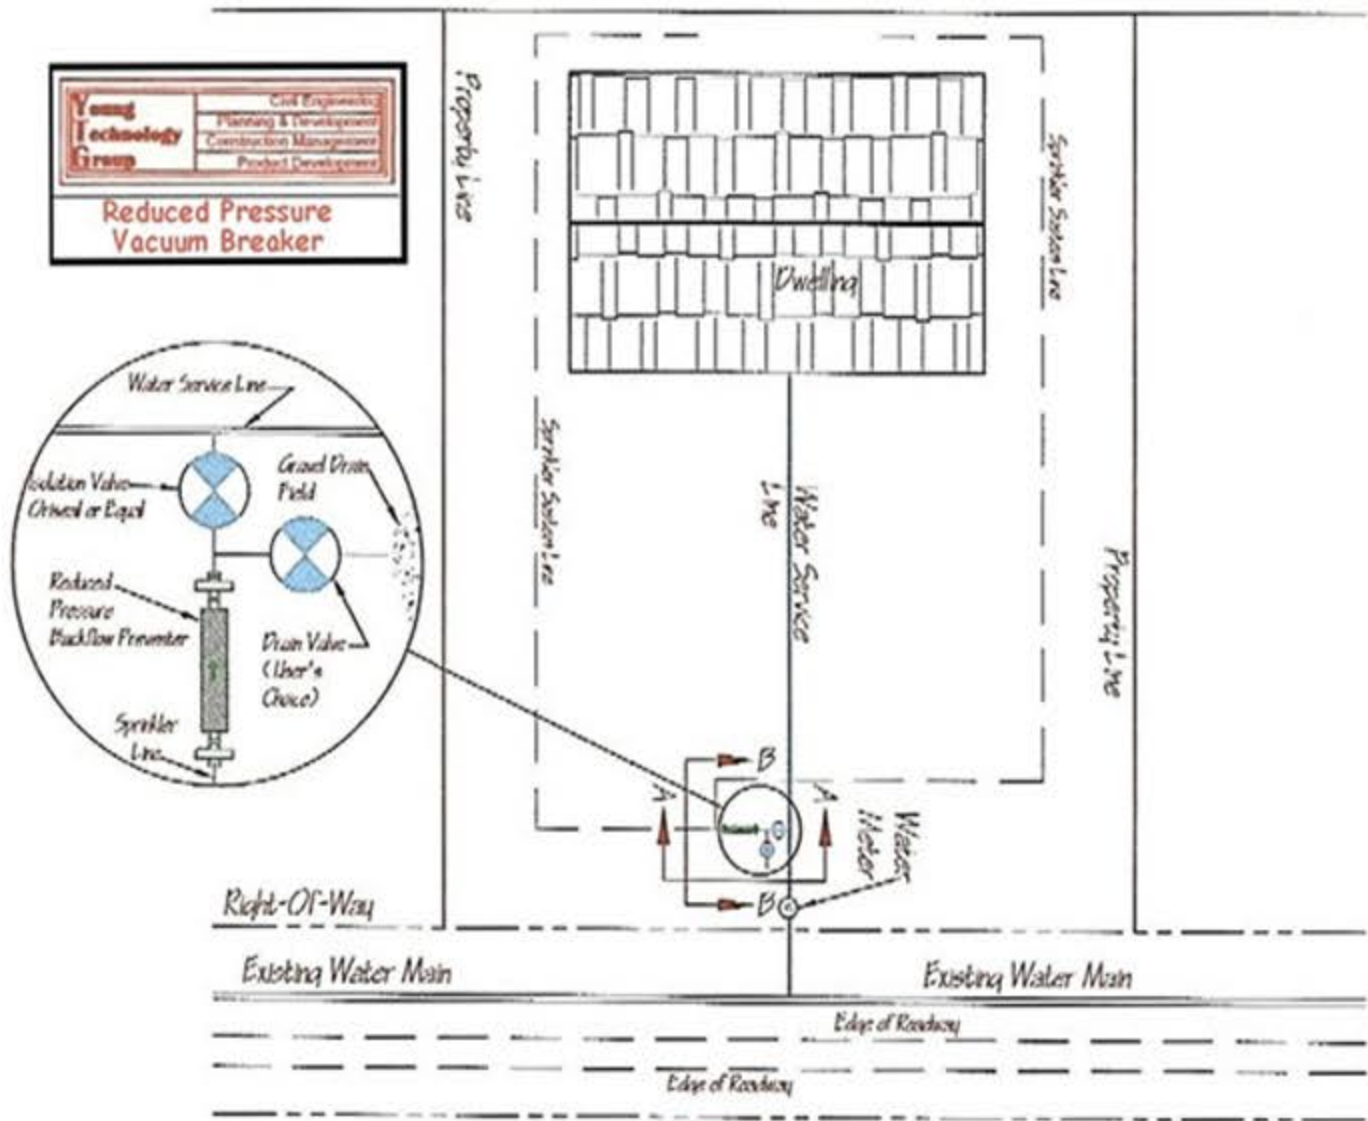 Young
Technology
Group
Civil Engineering
Planning & Development
Construction Management
Product Development
Reduced Pressure
Vacuum Breaker
Property Line
Sprinkler System Line
Dwelling
Water Service Line
Isolation Valve
Or Equal
Gravel Drain
Field
Reduced
Pressure
Backflow Preventer
Drain Valve
(User's
Choice)
Sprinkler
Line
Sprinkler System Line
Water Service
Line
Property Line
B
A
A
B
Water
Meter
Right-Of-Way
Existing Water Main
Existing Water Main
Edge of Roadway
Edge of Roadway